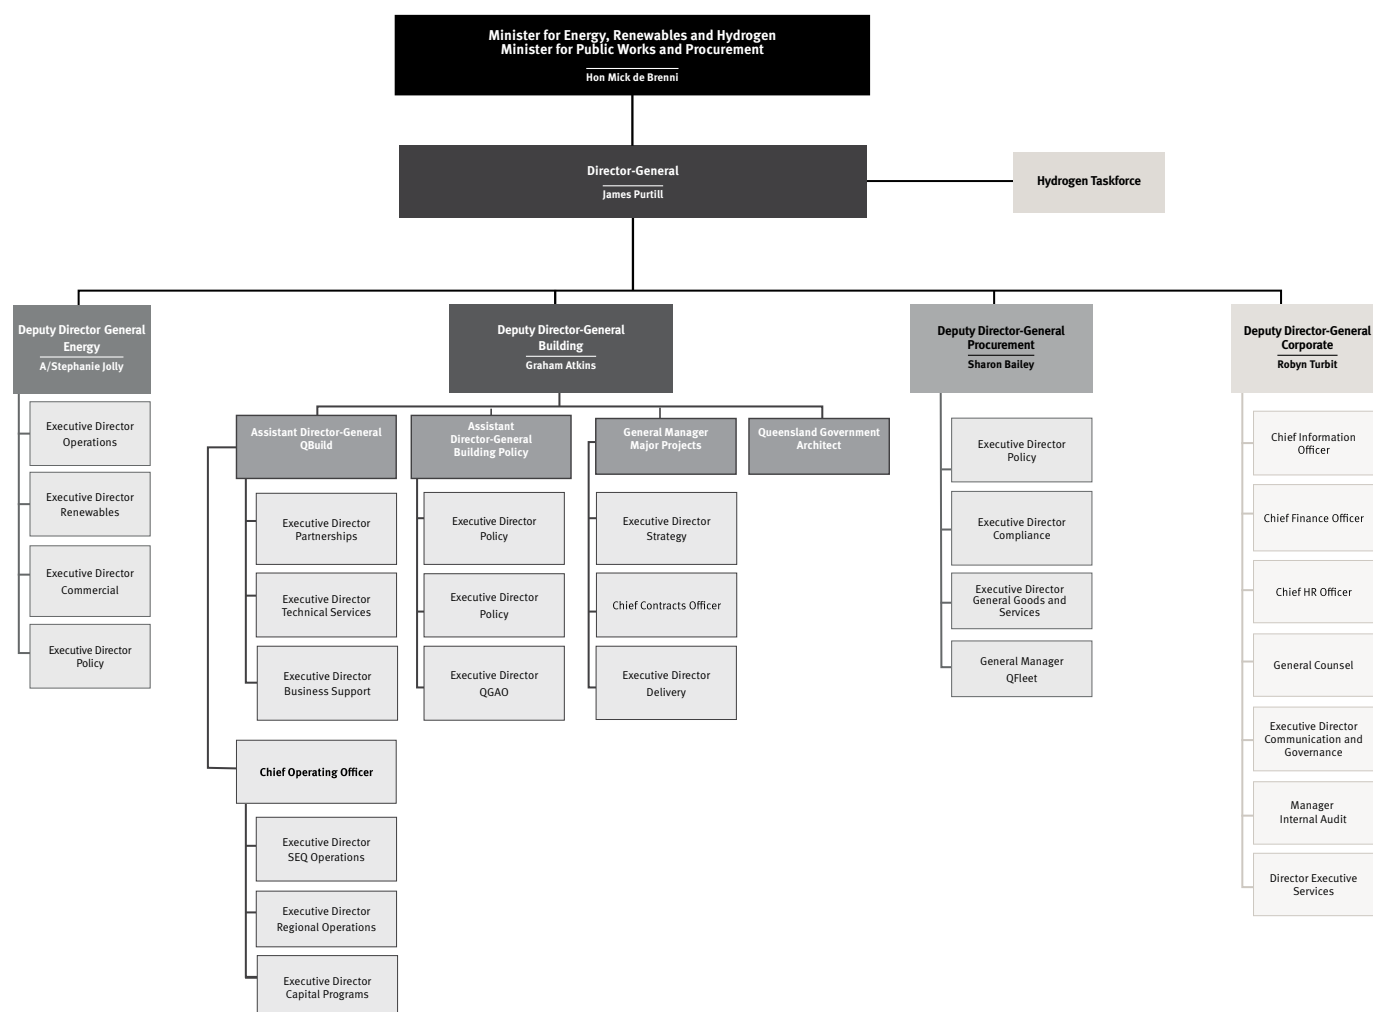 Minister for Energy, Renewables and Hydrogen
Minister for Public Works and Procurement
Hon Mick de Brenni
Director-General
James Purtill
Hydrogen Taskforce
Deputy Director General
Energy
A/Stephanie Jolly
Executive Director
Operations
Executive Director
Renewables
Executive Director
Commercial
Executive Director
Policy
Deputy Director-General
Building
Graham Atkins
Assistant Director-General
QBuild
Executive Director
Partnerships
Executive Director
Technical Services
Executive Director
Business Support
Chief Operating Officer
Executive Director
SEQ Operations
Executive Director
Regional Operations
Executive Director
Capital Programs
Assistant
Director-General
Building Policy
Executive Director
Policy
Executive Director
Policy
Executive Director
QGAO
General Manager
Major Projects
Executive Director
Strategy
Chief Contracts Officer
Executive Director
Delivery
Queensland Government
Architect
Deputy Director-General
Procurement
Sharon Bailey
Executive Director
Policy
Executive Director
Compliance
Executive Director
General Goods and
Services
General Manager
QFleet
Deputy Director-General
Corporate
Robyn Turbit
Chief Information
Officer
Chief Finance Officer
Chief HR Officer
General Counsel
Executive Director
Communication and
Governance
Manager
Internal Audit
Director Executive
Services